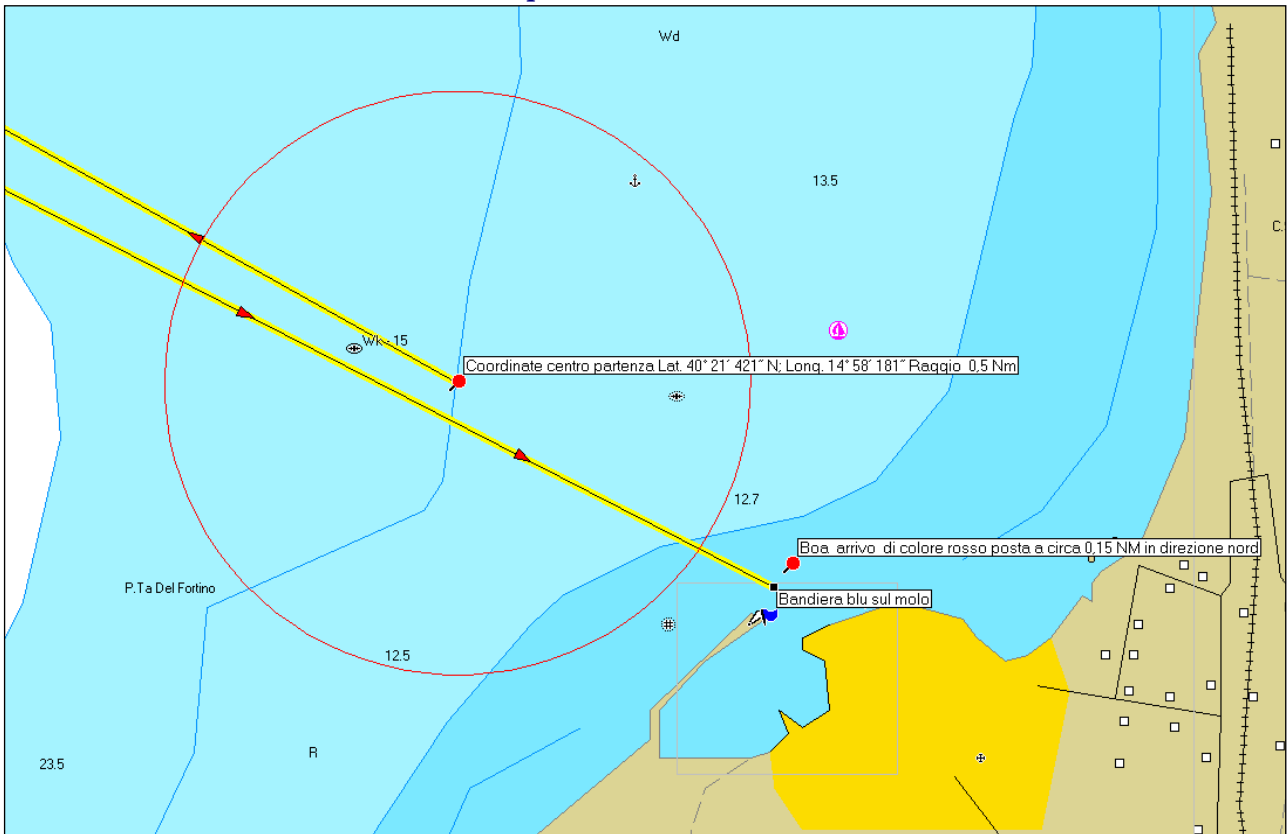 Wd
13.5
C.
Wk - 15
Coordinate centro partenza Lat. 40° 21´ 421´´ N; Long. 14° 58´ 181´´ Raggio 0,5 Nm
12.7
Boa arrivo di colore rosso posta a circa 0,15 NM in direzione nord
P.Ta Del Fortino
Bandiera blu sul molo
12.5
R
23.5